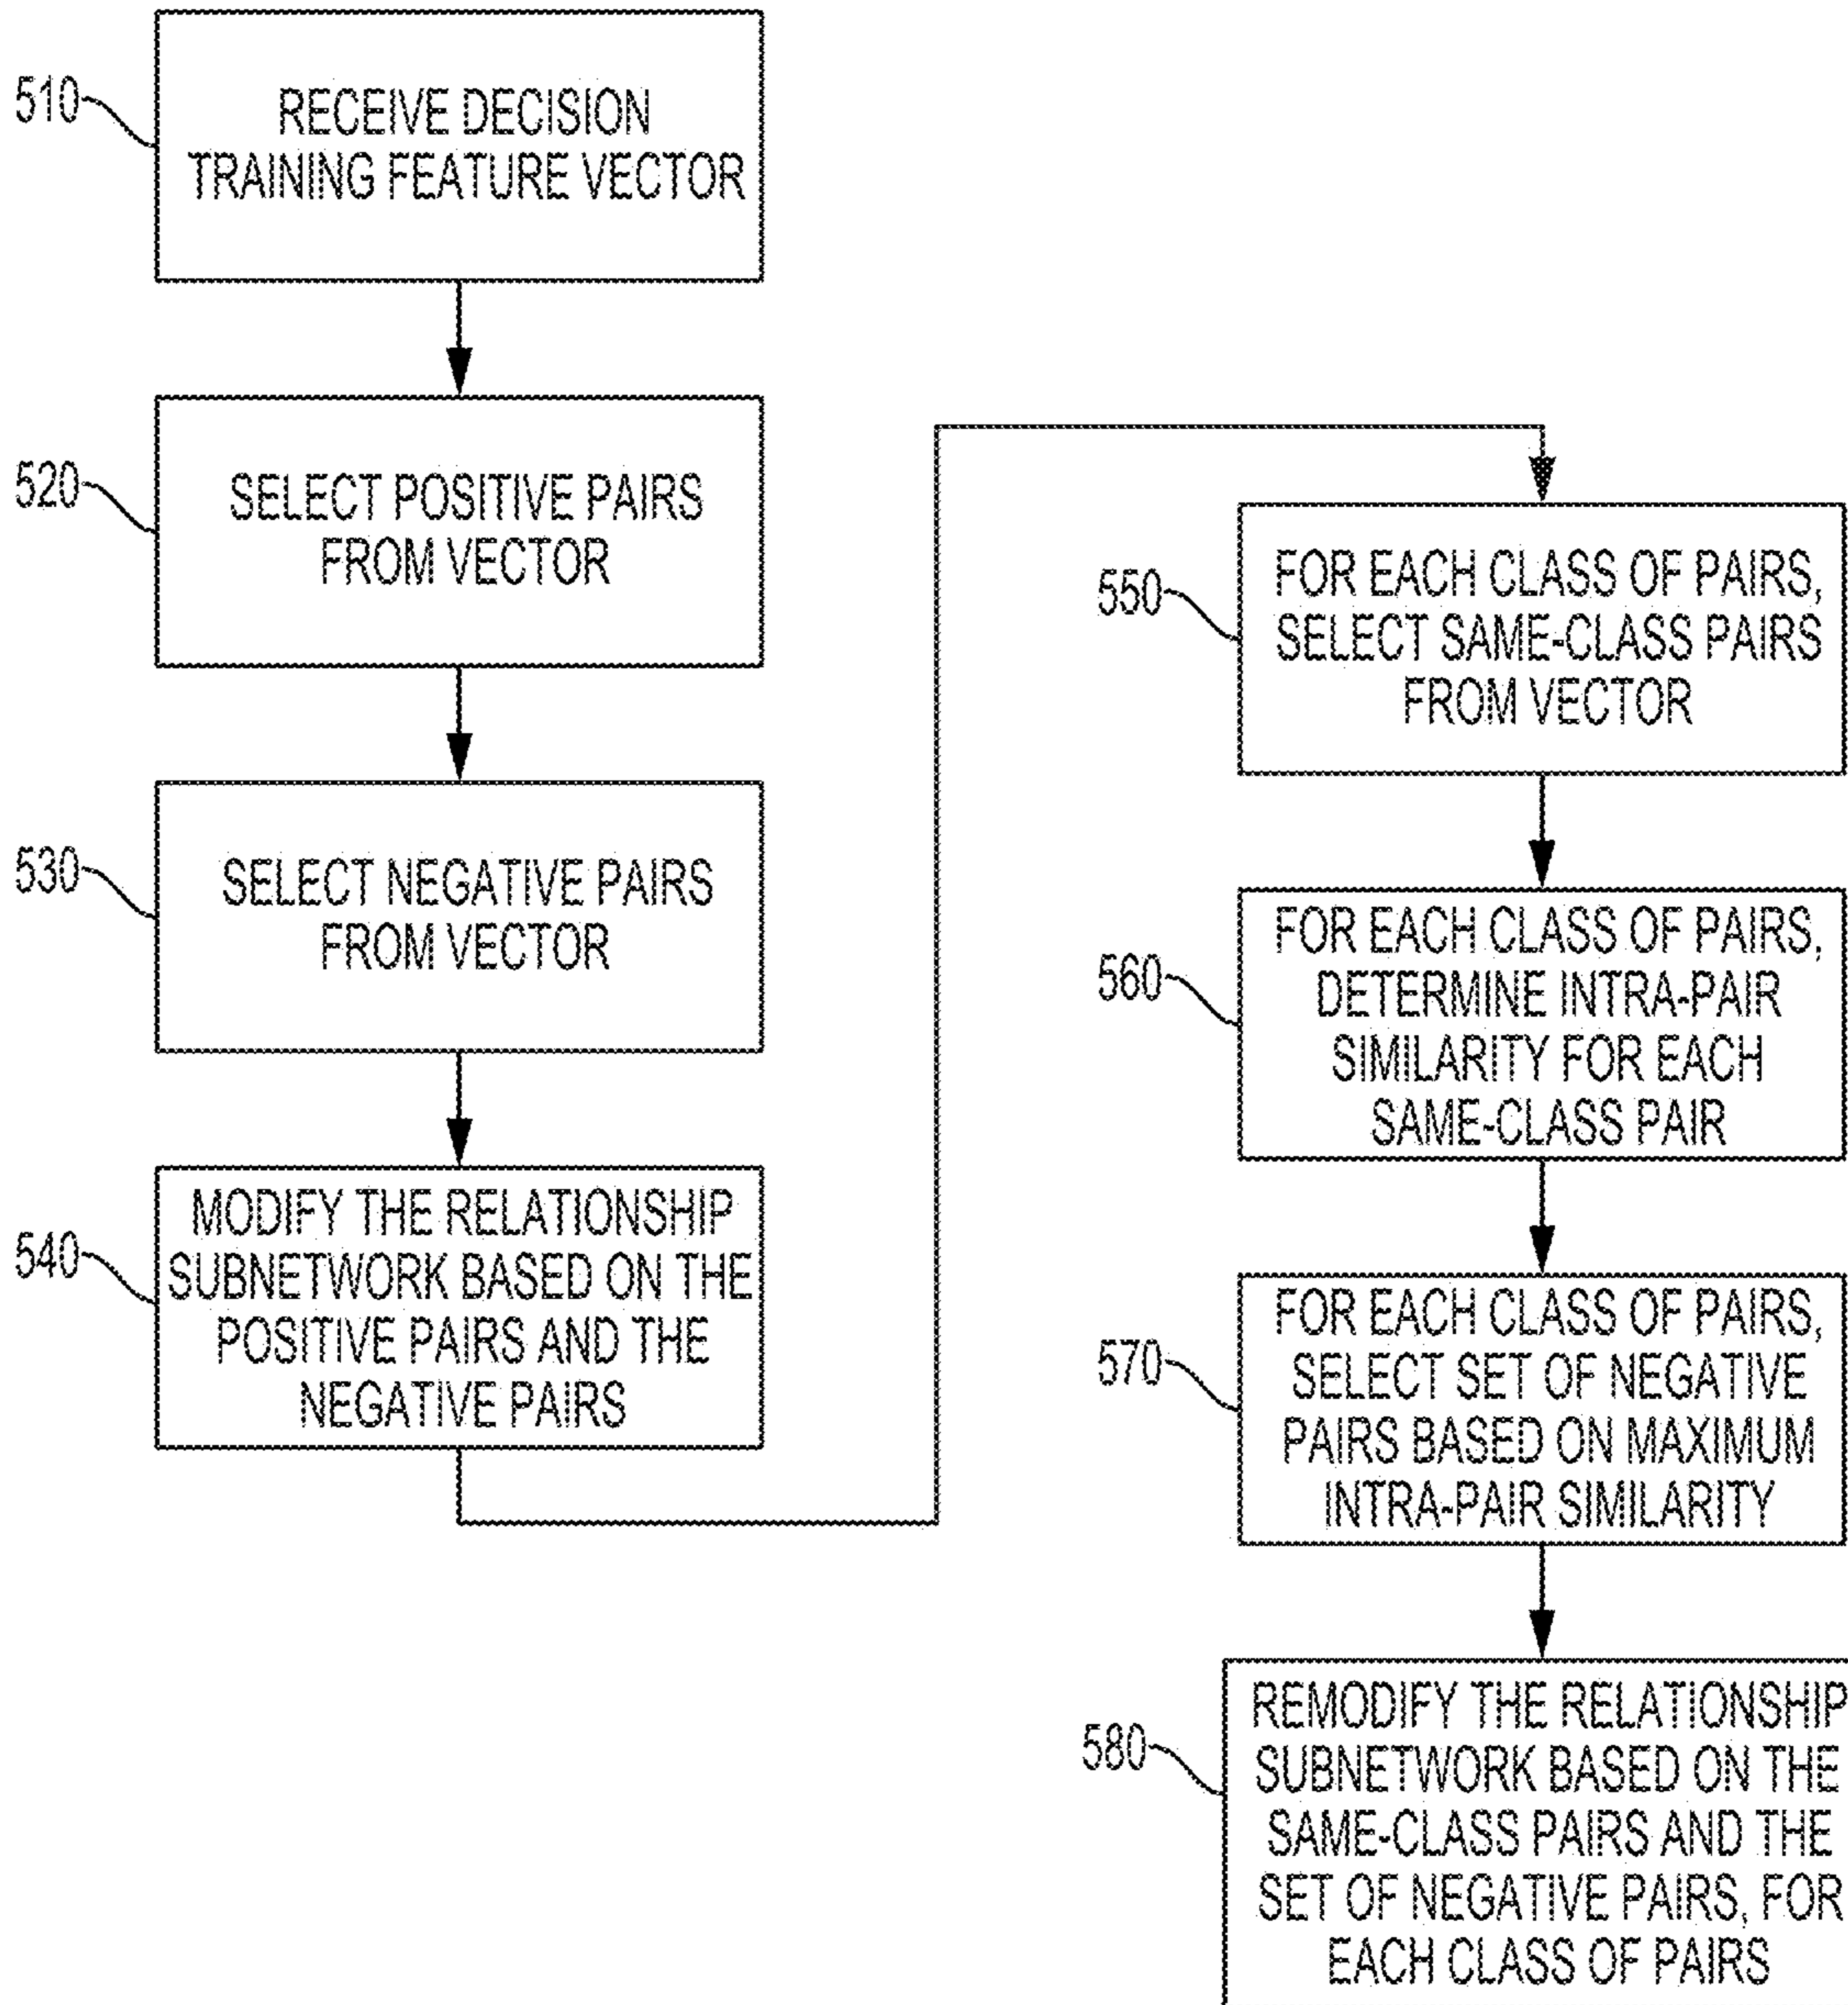 510
RECEIVE DECISION
TRAINING FEATURE VECTOR
520
SELECT POSITIVE PAIRS
FROM VECTOR
530
SELECT NEGATIVE PAIRS
FROM VECTOR
540
MODIFY THE RELATIONSHIP
SUBNETWORK BASED ON THE
POSITIVE PAIRS AND THE
NEGATIVE PAIRS
550
FOR EACH CLASS OF PAIRS,
SELECT SAME-CLASS PAIRS
FROM VECTOR
560
FOR EACH CLASS OF PAIRS,
DETERMINE INTRA-PAIR
SIMILARITY FOR EACH
SAME-CLASS PAIR
570
FOR EACH CLASS OF PAIRS,
SELECT SET OF NEGATIVE
PAIRS BASED ON MAXIMUM
INTRA-PAIR SIMILARITY
580
REMODIFY THE RELATIONSHIP
SUBNETWORK BASED ON THE
SAME-CLASS PAIRS AND THE
SET OF NEGATIVE PAIRS, FOR
EACH CLASS OF PAIRS